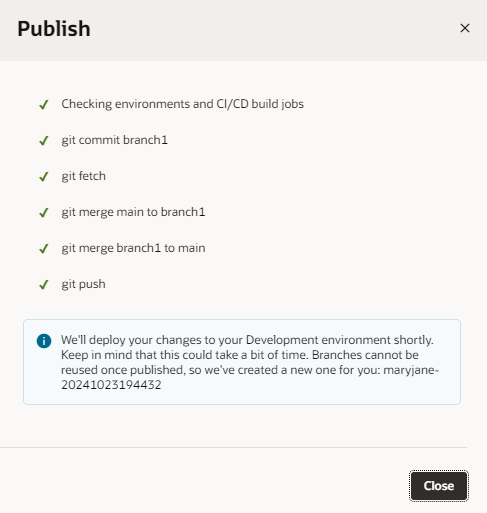 Publish
Checking environments and CI/CD build jobs
git commit branch1
git fetch
git merge main to branch1
git merge branch1 to main
git push
We'll deploy your changes to your Development environment shortly.
Keep in mind that this could take a bit of time. Branches cannot be
reused once published, so we've created a new one for you: maryjane-
20241023194432
Close